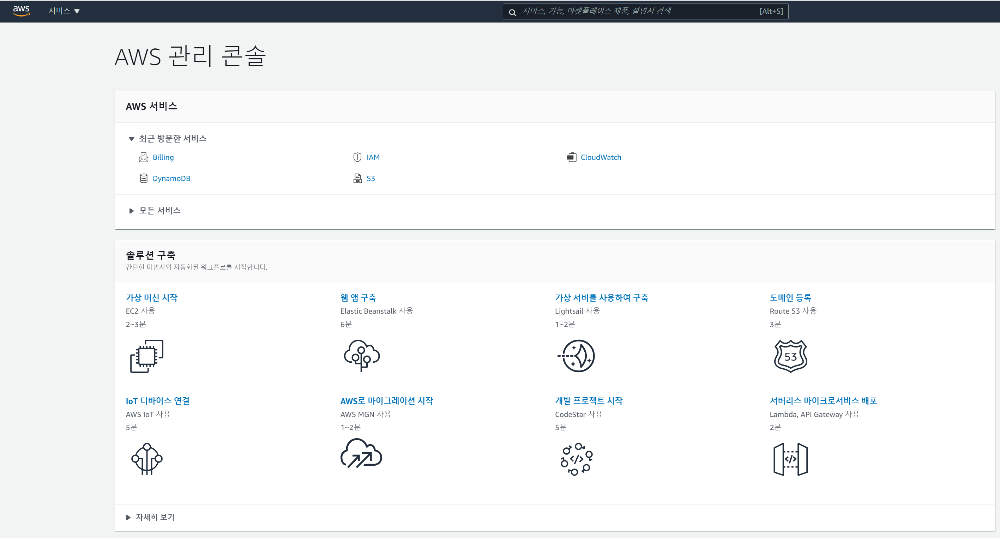 aws 서비스 서비스, 기능, 마켓플레이스 제품, 설명서 검색 [Alt+S]
AWS 관리 콘솔
AWS 서비스
최근 방문한 서비스
Billing IAM CloudWatch
DynamoDB S3
모든 서비스
솔루션 구축
간단한 마법사와 자동화된 워크플로를 시작합니다.
가상 머신 시작 웹 앱 구축 가상 서버를 사용하여 구축 도메인 등록
EC2 사용 Elastic Beanstalk 사용 Lightsail 사용 Route 53 사용
2~3분 6분 1~2분 3분
53
IoT 디바이스 연결 AWS로 마이그레이션 시작 개발 프로젝트 시작 서버리스 마이크로서비스 배포
AWS IoT 사용 AWS MGN 사용 CodeStar 사용 Lambda, API Gateway 사용
5분 1~2분 5분 2분
</> </>
자세히 보기